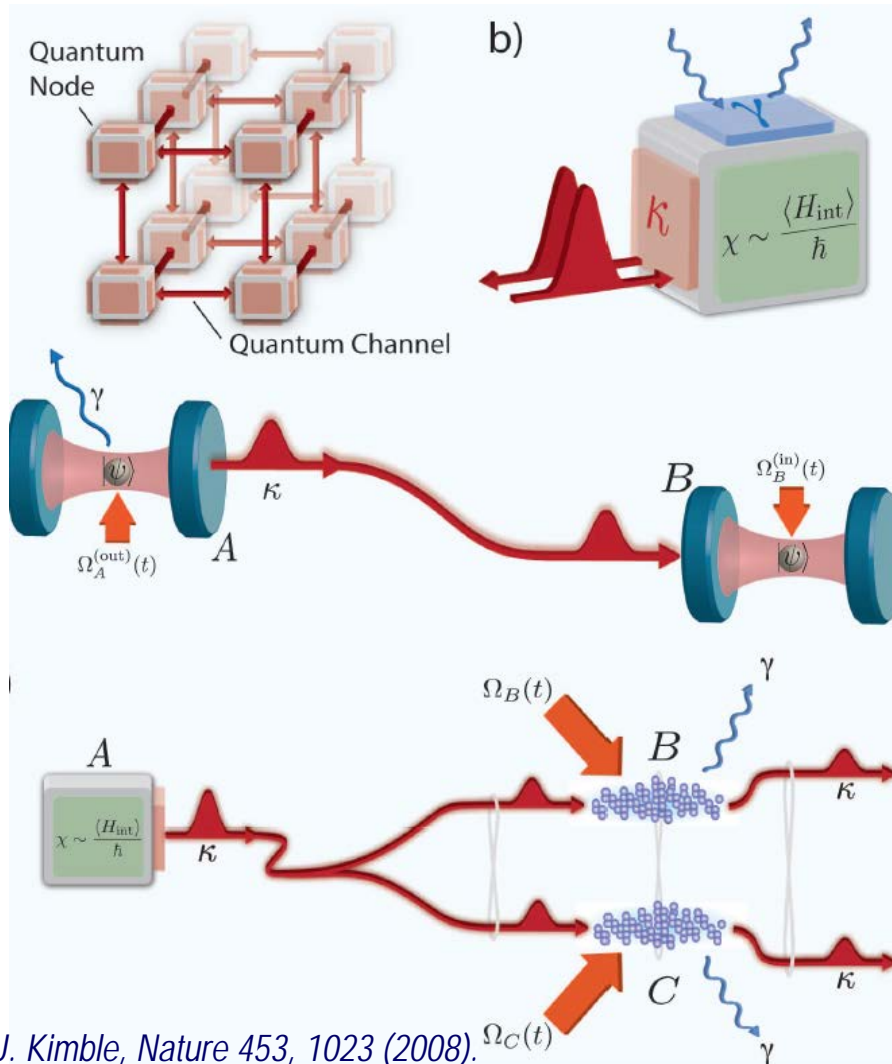 Quantum
Node
b)
γ
κ
χ ~ ⟨H_int⟩/ħ
Quantum Channel
γ
|ψ⟩
Ω_A^(out)(t)
A
κ
B
Ω_B^(in)(t)
|ψ⟩
Ω_B(t)
γ
A
B
χ ~ ⟨H_int⟩/ħ
κ
κ
C
κ
Ω_C(t)
γ
J. Kimble, Nature 453, 1023 (2008).